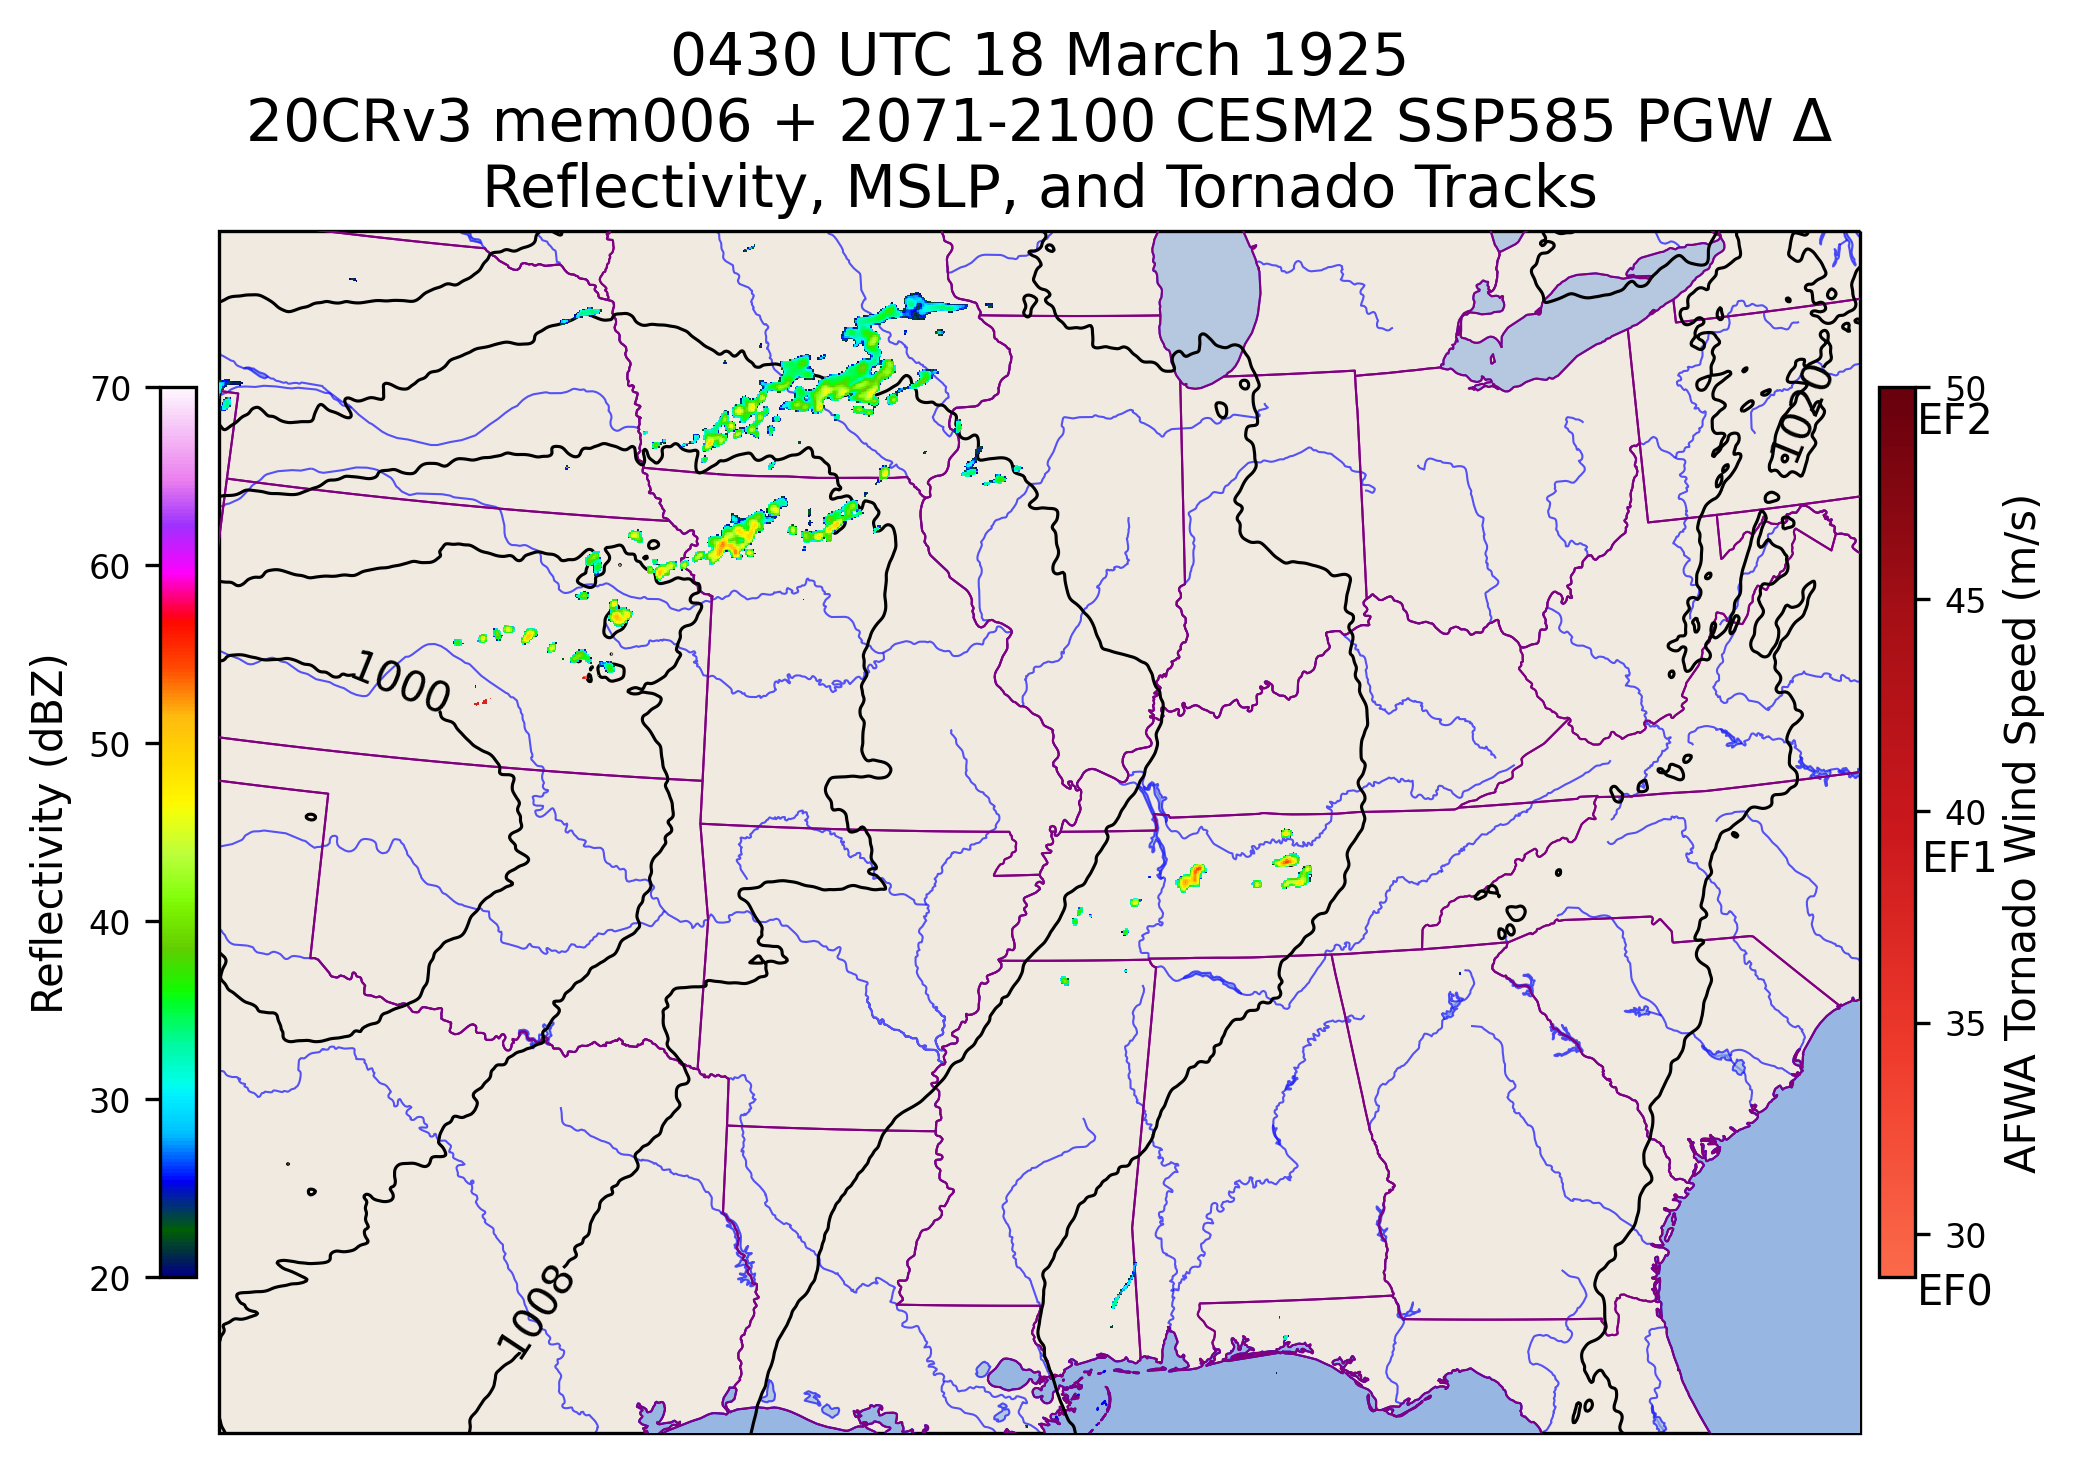 0430 UTC 18 March 1925
20CRv3 mem006 + 2071-2100 CESM2 SSP585 PGW Δ
Reflectivity, MSLP, and Tornado Tracks
Reflectivity (dBZ)
70
60
50
40
30
20
1000
1008
1020
50
EF2
45
40
EF1
35
30
EF0
AFWA Tornado Wind Speed (m/s)